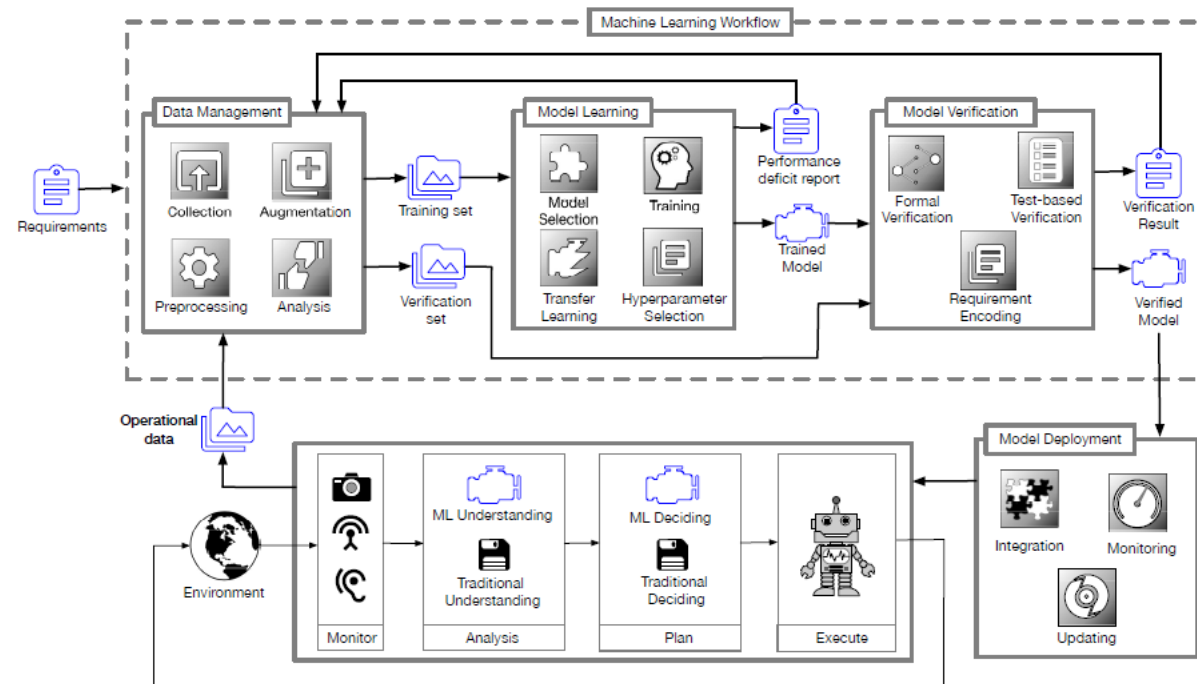 Machine Learning Workflow
Data Management
Collection
Augmentation
Preprocessing
Analysis
Requirements
Training set
Verification
set
Model Learning
Model
Selection
Training
Transfer
Learning
Hyperparameter
Selection
Performance
deficit report
Trained
Model
Model Verification
Formal
Verification
Test-based
Verification
Requirement
Encoding
Verification
Result
Verified
Model
Operational
data
Environment
Monitor
ML Understanding
Traditional
Understanding
Analysis
ML Deciding
Traditional
Deciding
Plan
Execute
Model Deployment
Integration
Monitoring
Updating